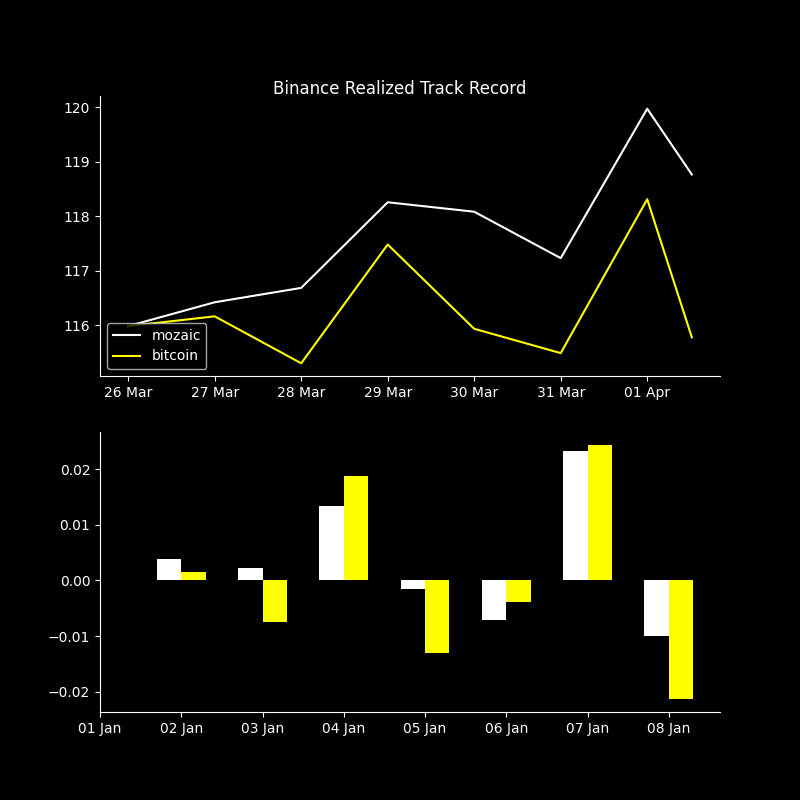 Binance Realized Track Record
120
119
118
117
116
mozaic
bitcoin
26 Mar 27 Mar 28 Mar 29 Mar 30 Mar 31 Mar 01 Apr
0.02
0.01
0.00
−0.01
−0.02
01 Jan 02 Jan 03 Jan 04 Jan 05 Jan 06 Jan 07 Jan 08 Jan